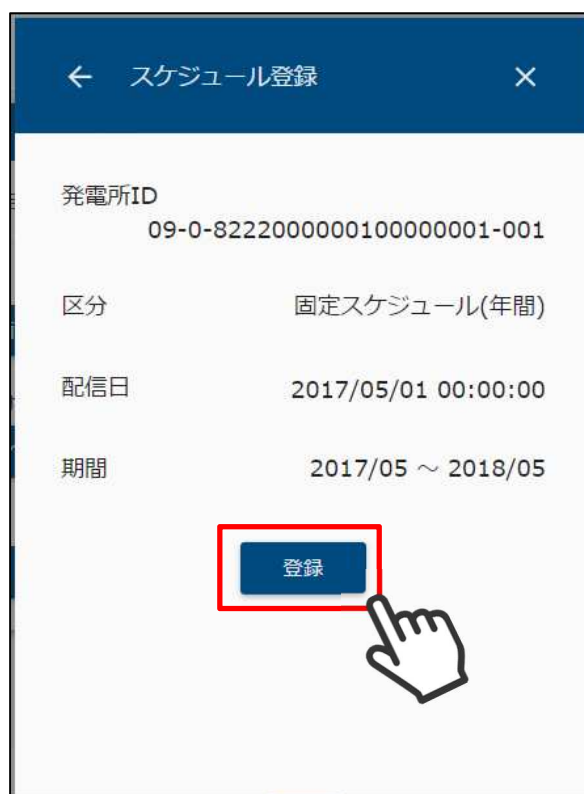 ← スケジュール登録 ×
発電所ID
09-0-8222000000100000001-001
区分 固定スケジュール(年間)
配信日 2017/05/01 00:00:00
期間 2017/05 ～ 2018/05
登録